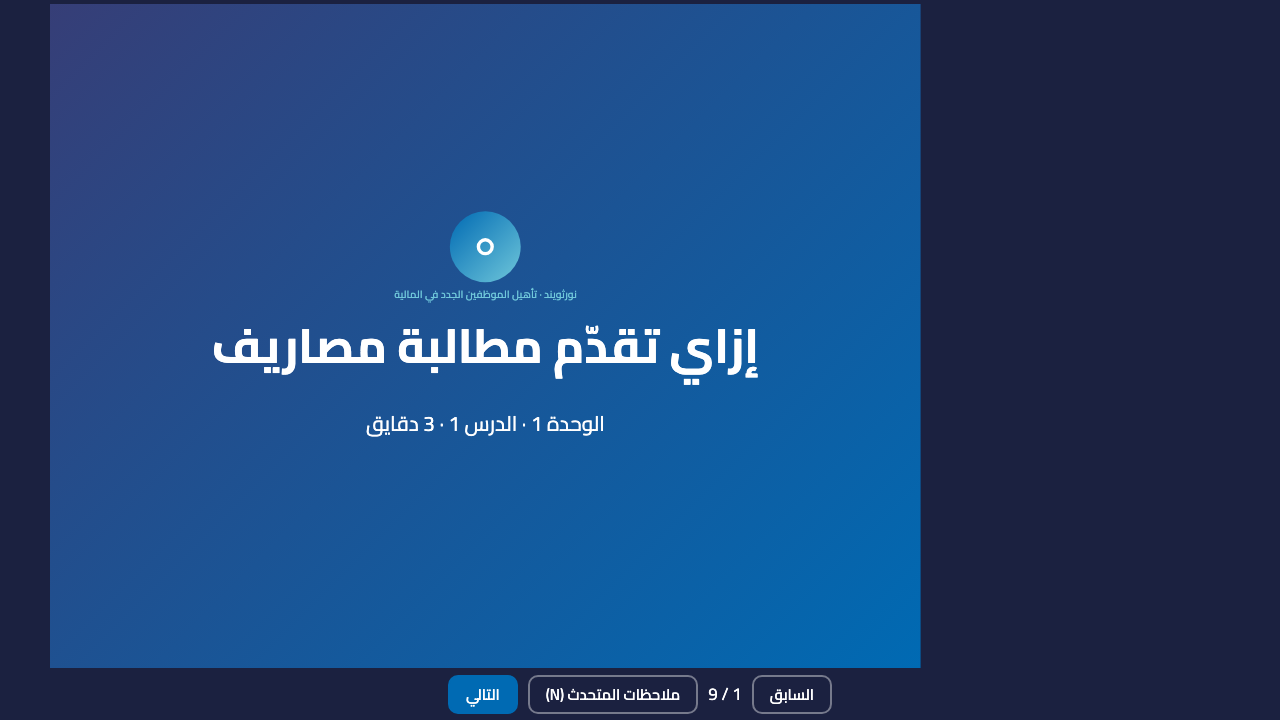 نورثويند · تأهيل الموظفين الجدد في المالية
إزاي تقدّم مطالبة مصاريف
الوحدة 1 · الدرس 1 · 3 دقايق
السابق
1 / 9
ملاحظات المتحدث (N)
التالي